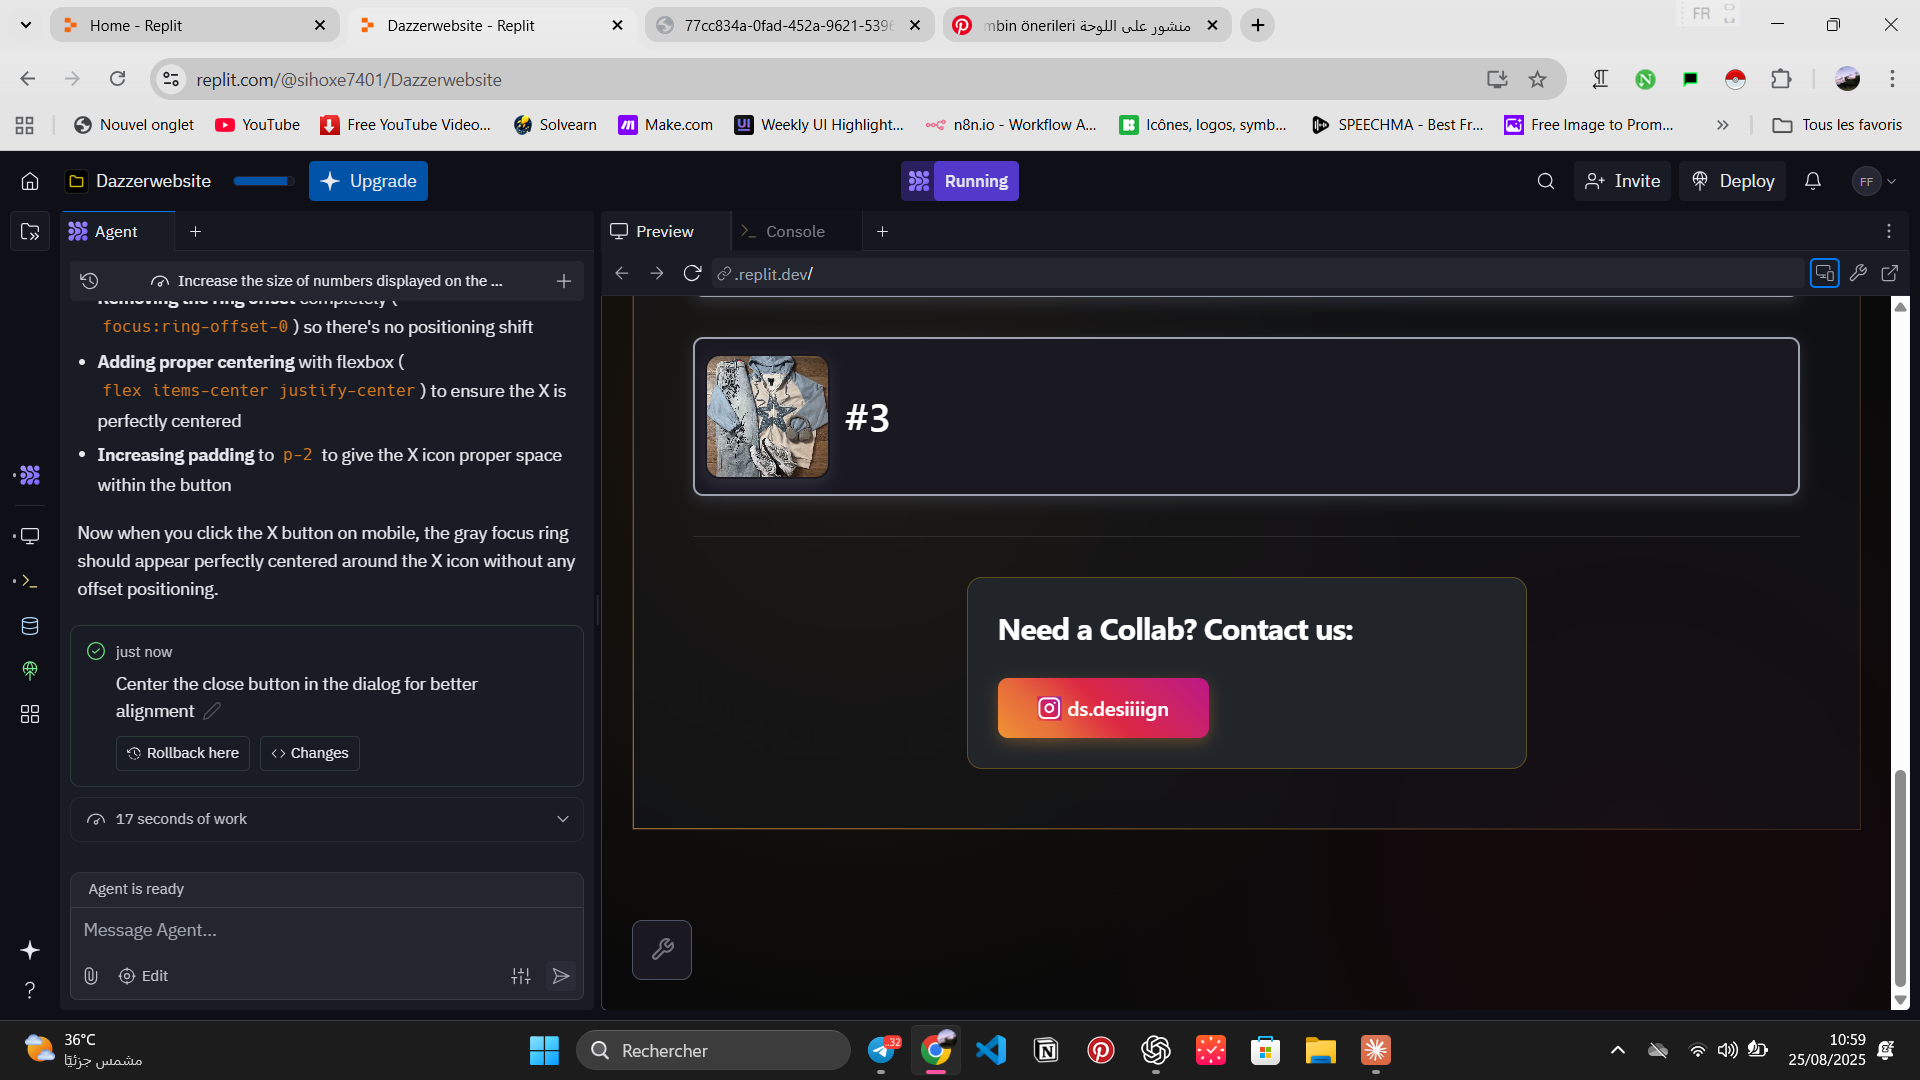 Home - Replit
Dazzerwebsite - Replit
77cc834a-0fad-452a-9621-539
mbin önerileri منشور على اللوحة
FR
replit.com/@sihoxe7401/Dazzerwebsite
Nouvel onglet
YouTube
Free YouTube Video...
Solvearn
Make.com
Weekly UI Highlight...
n8n.io - Workflow A...
Icônes, logos, symb...
SPEECHMA - Best Fr...
Free Image to Prom...
Tous les favoris
Dazzerwebsite
Upgrade
Running
Invite
Deploy
FF
Agent
Preview
Console
Increase the size of numbers displayed on the ...
.replit.dev/
Removing the ring offset completely (
focus:ring-offset-0 ) so there's no positioning shift
• Adding proper centering with flexbox (
flex items-center justify-center ) to ensure the X is
perfectly centered
• Increasing padding to p-2 to give the X icon proper space
within the button
Now when you click the X button on mobile, the gray focus ring
should appear perfectly centered around the X icon without any
offset positioning.
just now
Center the close button in the dialog for better
alignment
Rollback here
Changes
17 seconds of work
Agent is ready
Message Agent...
Edit
#3
Need a Collab? Contact us:
ds.desiiiign
36°C
مشمس جزئيًا
Rechercher
..32
10:59
25/08/2025